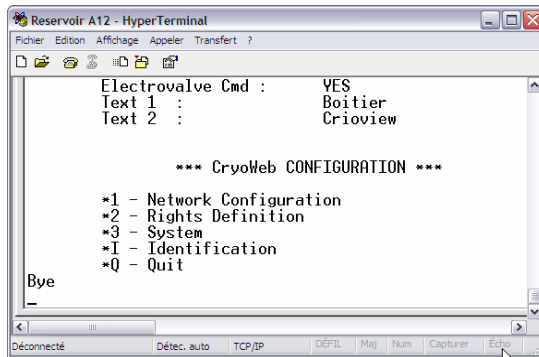 Reservoir A12 - HyperTerminal
Fichier Edition Affichage Appeler Transfert ?
Electrovalve Cmd : YES
Text 1 : Boitier
Text 2 : Crioview
*** CryoWeb CONFIGURATION ***
*1 - Network Configuration
*2 - Rights Definition
*3 - System
*I - Identification
*Q - Quit
Bye
_
Déconnecté Détec. auto TCP/IP DÉFIL Maj Num Capturer Écho